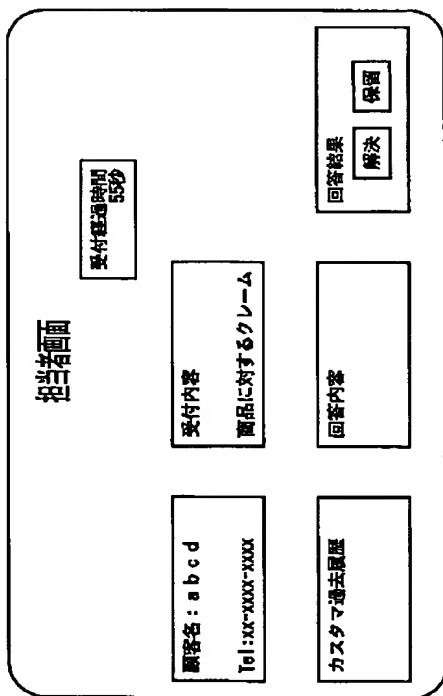 担当者画面
受付経過時間
55秒
顧客名：ａｂｃｄ
Tel:xx-xxxx-xxxx
受付内容
商品に対するクレーム
カスタマ過去履歴
回答内容
回答結果
解決
保留